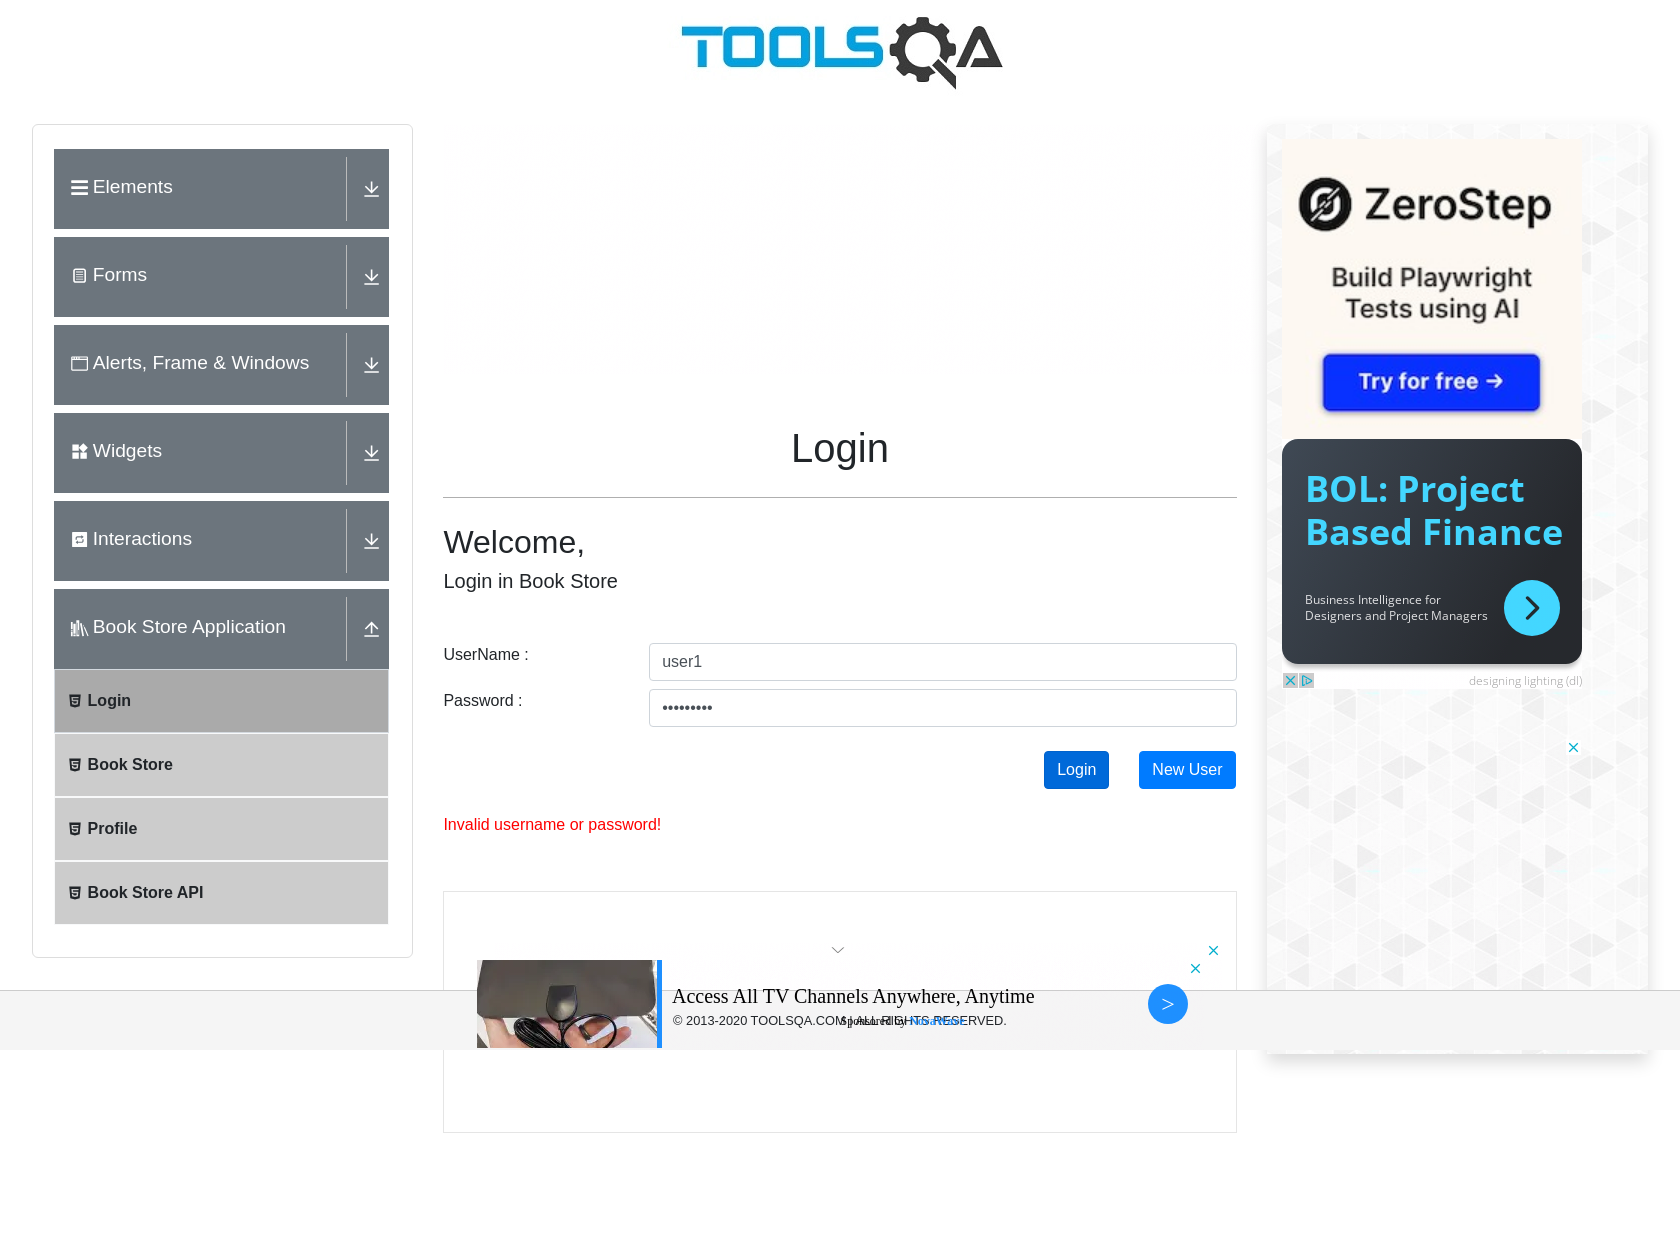 TOOLSQA
Elements
Forms
Alerts, Frame & Windows
Widgets
Interactions
Book Store Application
Login
Book Store
Profile
Book Store API
Login
Welcome,
Login in Book Store
UserName :
user1
Password :
•••••••••
Login
New User
Invalid username or password!
ZeroStep
Build Playwright
Tests using AI
Try for free →
BOL: Project
Based Finance
Business Intelligence for
Designers and Project Managers
designing lighting (dl)
Access All TV Channels Anywhere, Anytime
© 2013-2020 TOOLSQA.COM | ALL RIGHTS RESERVED.
Sponsored by